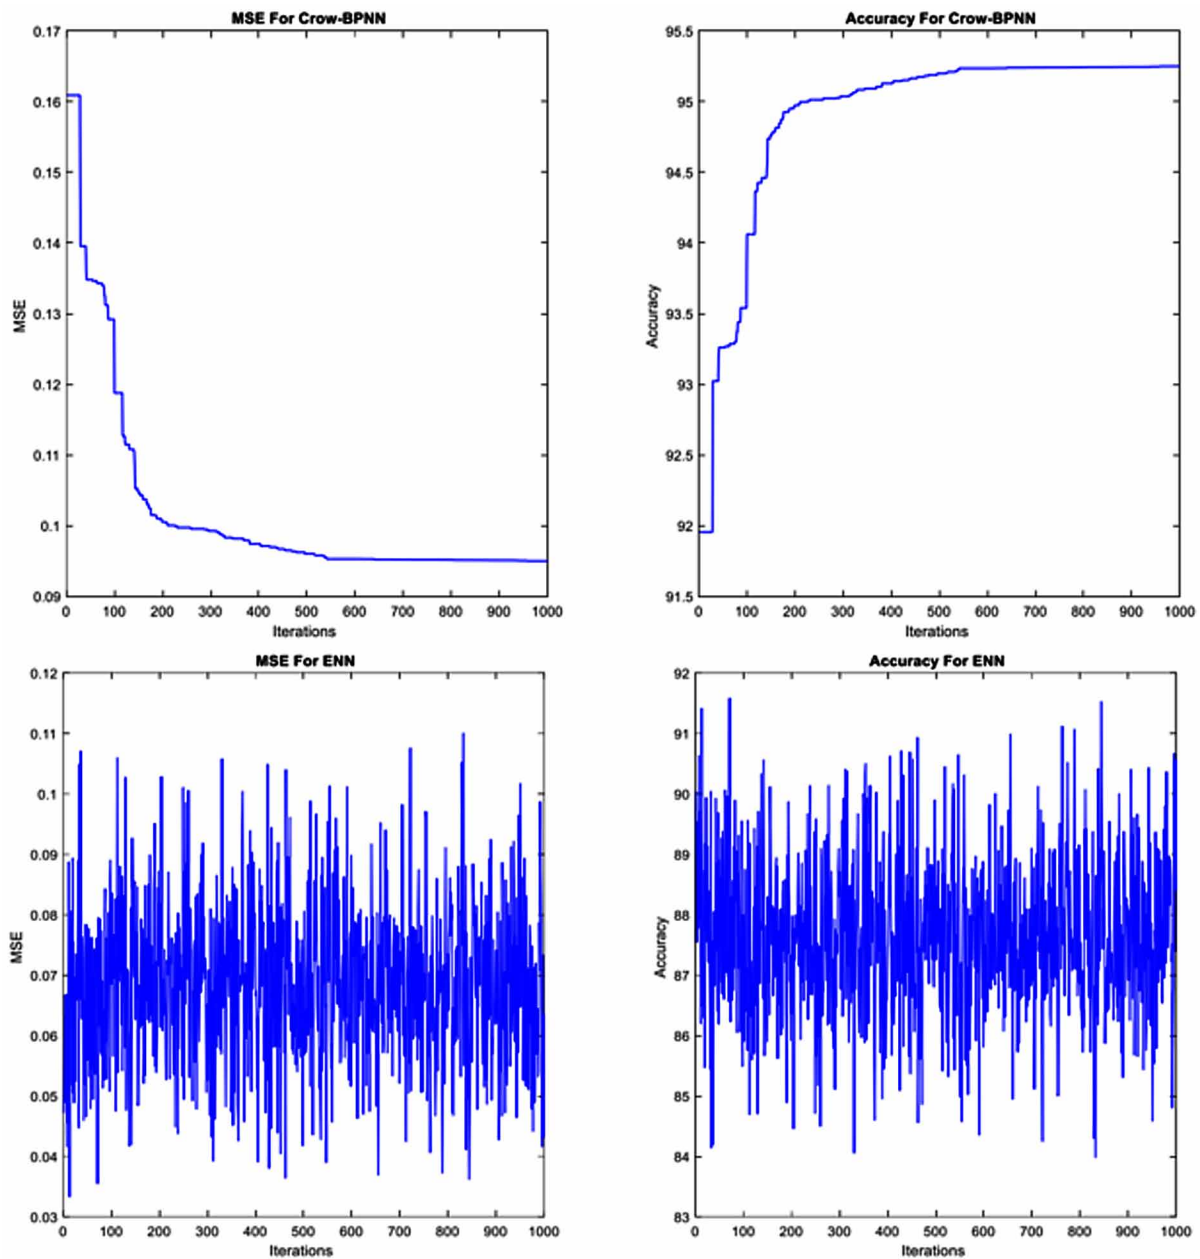 MSE For Crow-BPNN
0.17
0.16
0.15
0.14
0.13
0.12
0.11
0.1
0.09
MSE
0 100 200 300 400 500 600 700 800 900 1000
Iterations
Accuracy For Crow-BPNN
95.5
95
94.5
94
93.5
93
92.5
92
91.5
Accuracy
0 100 200 300 400 500 600 700 800 900 1000
Iterations
MSE For ENN
0.12
0.11
0.1
0.09
0.08
0.07
0.06
0.05
0.04
0.03
MSE
0 100 200 300 400 500 600 700 800 900 1000
Iterations
Accuracy For ENN
92
91
90
89
88
87
86
85
84
83
Accuracy
0 100 200 300 400 500 600 700 800 900 1000
Iterations